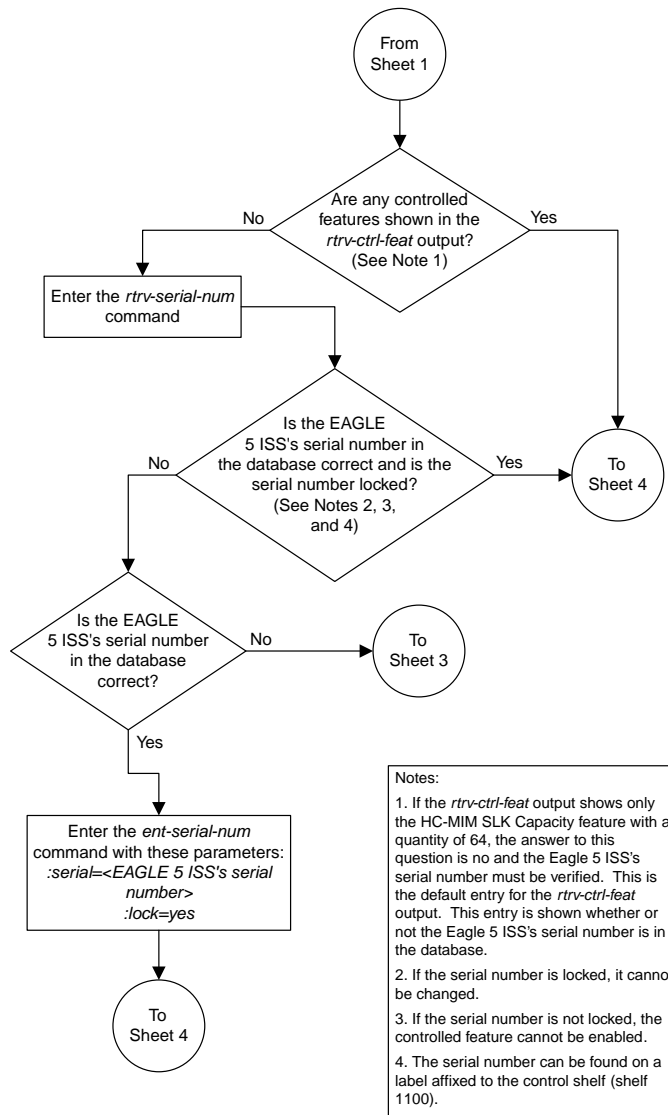 From
Sheet 1
Are any controlled
features shown in the
rtrv-ctrl-feat output?
(See Note 1)
No
Yes
Enter the rtrv-serial-num
command
Is the EAGLE
5 ISS's serial number in
the database correct and is the
serial number locked?
(See Notes 2, 3,
and 4)
No
Yes
To
Sheet 4
Is the EAGLE
5 ISS's serial number
in the database
correct?
No
To
Sheet 3
Yes
Enter the ent-serial-num
command with these parameters:
:serial=<EAGLE 5 ISS's serial
number>
:lock=yes
To
Sheet 4
Notes:
1. If the rtrv-ctrl-feat output shows only
the HC-MIM SLK Capacity feature with a
quantity of 64, the answer to this
question is no and the Eagle 5 ISS's
serial number must be verified. This is
the default entry for the rtrv-ctrl-feat
output. This entry is shown whether or
not the Eagle 5 ISS's serial number is in
the database.
2. If the serial number is locked, it canno
be changed.
3. If the serial number is not locked, the
controlled feature cannot be enabled.
4. The serial number can be found on a
label affixed to the control shelf (shelf
1100).